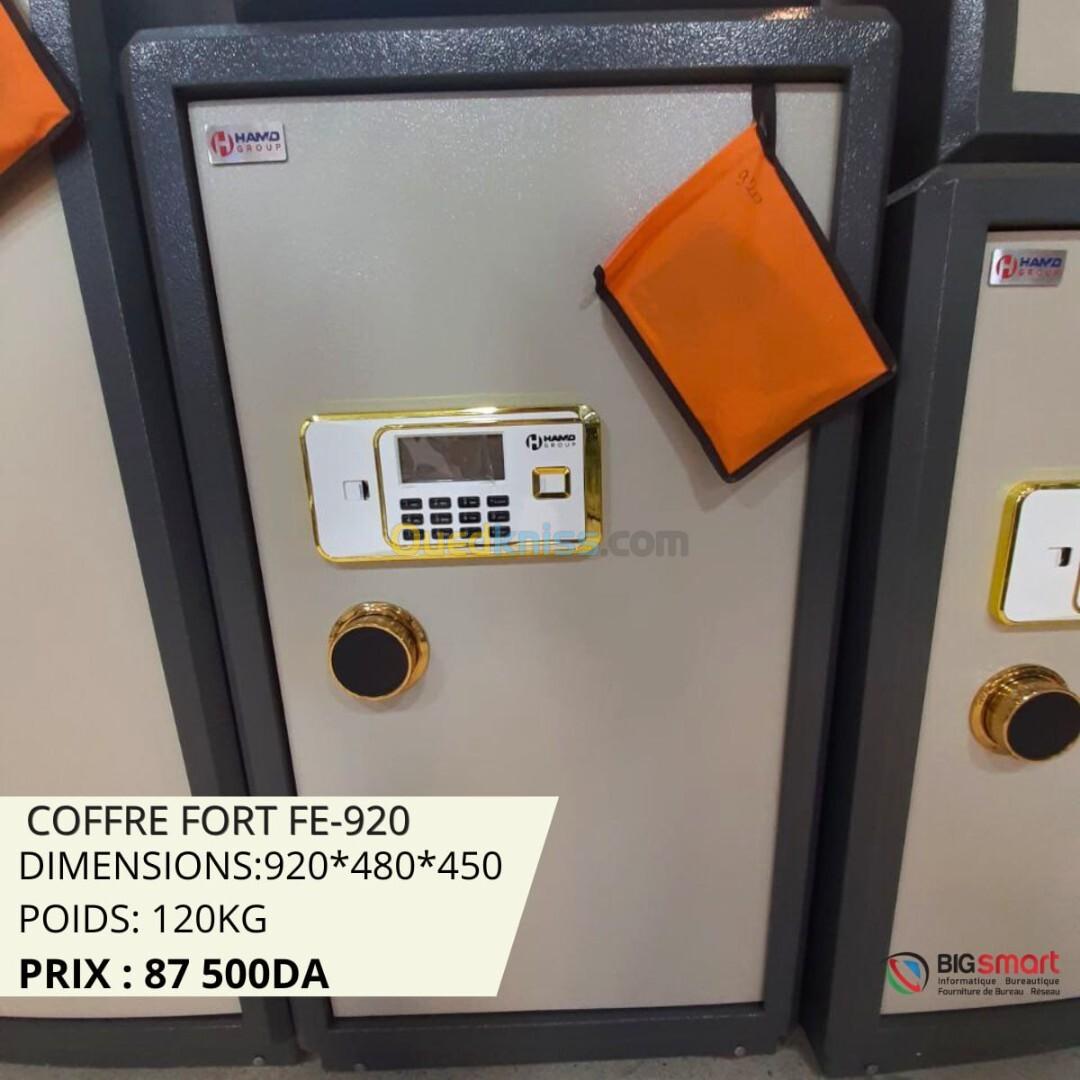 HAMD
GROUP
HAMD
GROUP
HAMD
GROUP
Ouedkniss.com
COFFRE FORT FE-920
DIMENSIONS:920*480*450
POIDS: 120KG
PRIX : 87 500DA
BIGsmart
Informatique . Bureautique
Fourniture de Bureau . Réseau